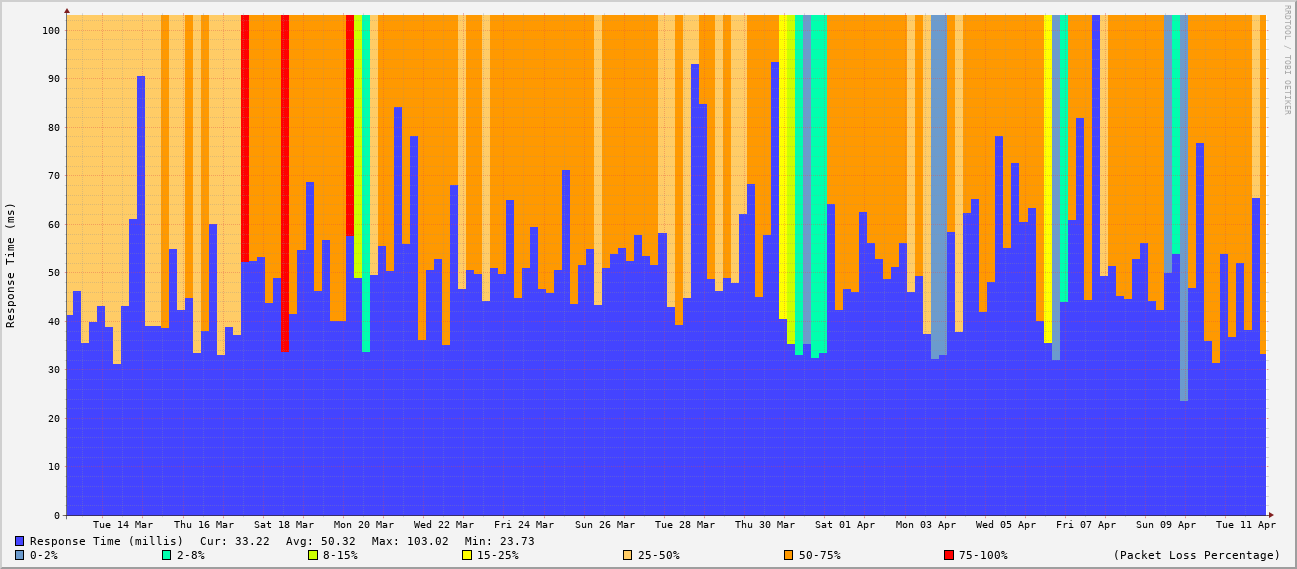 RRDTOOL / TOBI OETIKER
Response Time (ms)
100
90
80
70
60
50
40
30
20
10
0
Tue 14 Mar Thu 16 Mar Sat 18 Mar Mon 20 Mar Wed 22 Mar Fri 24 Mar Sun 26 Mar Tue 28 Mar Thu 30 Mar Sat 01 Apr Mon 03 Apr Wed 05 Apr Fri 07 Apr Sun 09 Apr Tue 11 Apr
Response Time (millis) Cur: 33.22 Avg: 50.32 Max: 103.02 Min: 23.73
0-2% 2-8% 8-15% 15-25% 25-50% 50-75% 75-100% (Packet Loss Percentage)